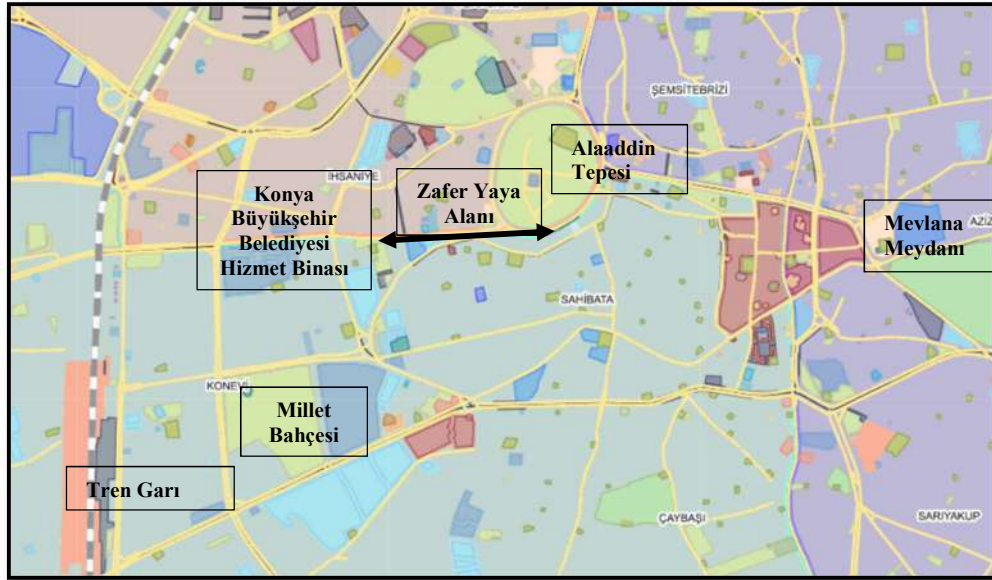 ŞEMSİTEBRİZİ
Alaaddin
Tepesi
İHSANİYE
Konya
Büyükşehir
Belediyesi
Hizmet Binası
Zafer Yaya
Alanı
Mevlana
Meydanı
AZİZ
SAHİBATA
KONEVİ
Millet
Bahçesi
Tren Garı
ÇAYBAŞI
SARIYAKUP